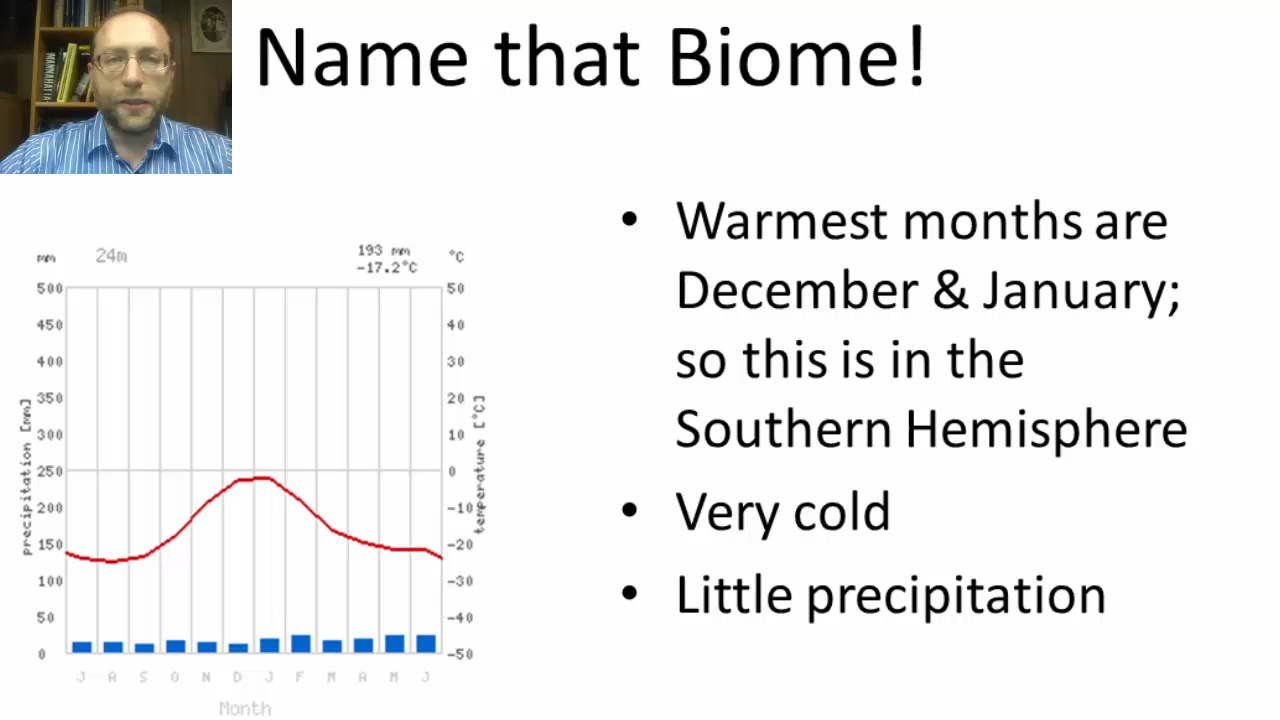 Name that Biome!
MANNAHATTA
• Warmest months are
December & January;
so this is in the
Southern Hemisphere
• Very cold
• Little precipitation
mm 24m 193 mm °C
-17.2°C
500 50
450 40
400 30
350 20
300 10
250 0
200 -10
150 -20
100 -30
50 -40
0 -50
precipitation [mm]
temperature [°C]
J A S O N D J F M A M J
Month